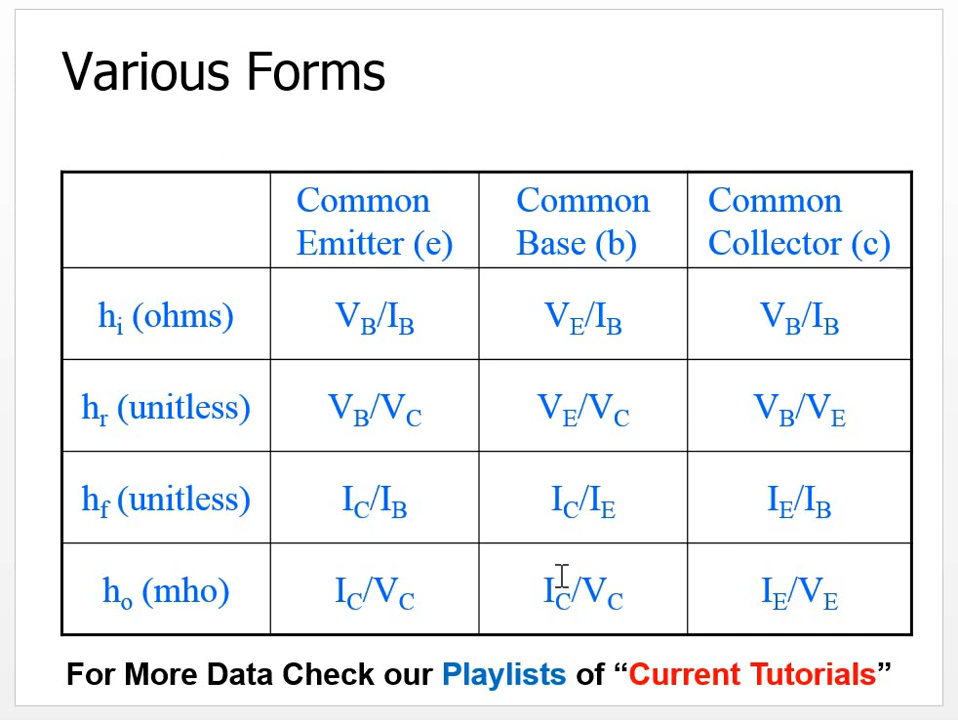 Various Forms
Common Emitter (e) Common Base (b) Common Collector (c)
hi (ohms) VB/IB VE/IB VB/IB
hr (unitless) VB/VC VE/VC VB/VE
hf (unitless) IC/IB IC/IE IE/IB
ho (mho) IC/VC IC/VC IE/VE
For More Data Check our Playlists of “Current Tutorials”